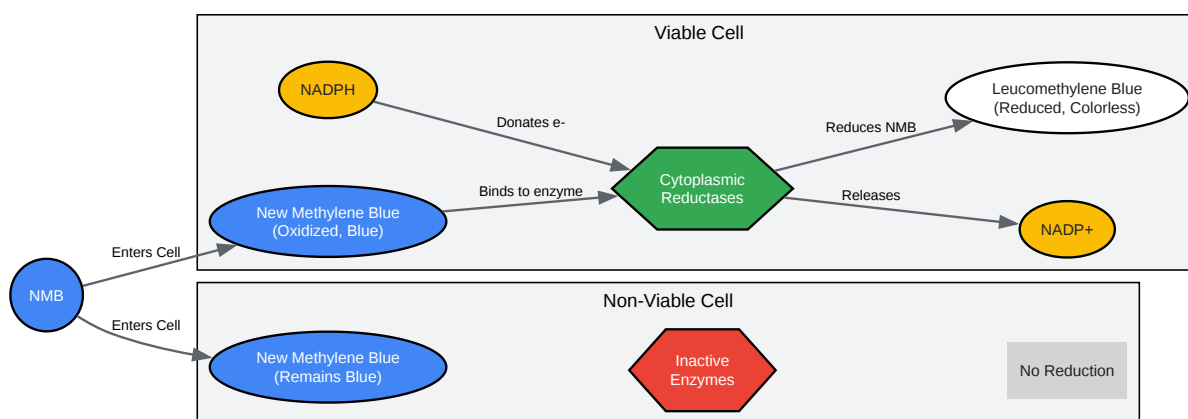 Viable Cell
NADPH
Donates e-
Leucomethylene Blue
(Reduced, Colorless)
Reduces NMB
Cytoplasmic
Reductases
Binds to enzyme
New Methylene Blue
(Oxidized, Blue)
Releases
NADP+
Enters Cell
NMB
Enters Cell
Non-Viable Cell
New Methylene Blue
(Remains Blue)
Inactive
Enzymes
No Reduction